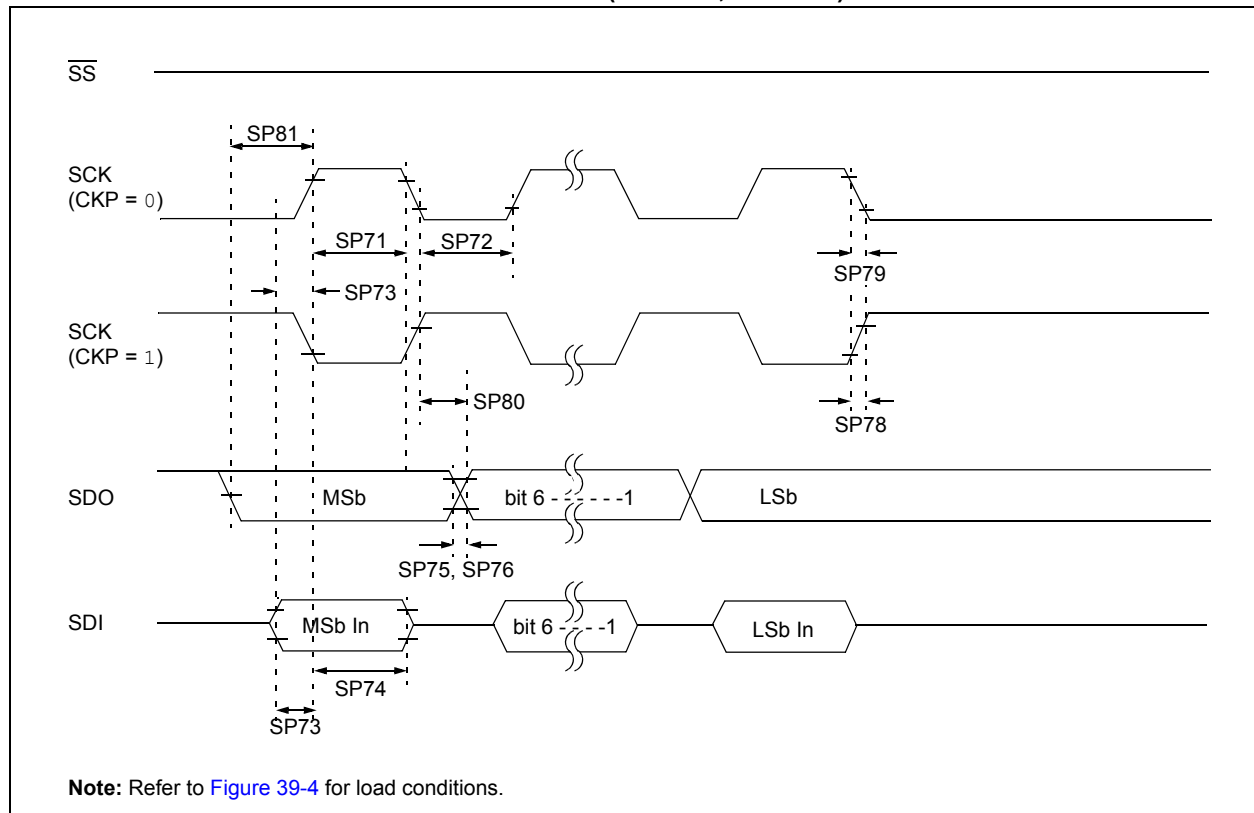 SS
SP81
SCK
(CKP = 0)
SP71
SP72
SP79
SP73
SCK
(CKP = 1)
SP80
SP78
SDO
MSb
bit 6 - - - - - -1
LSb
SP75, SP76
SDI
MSb In
bit 6 - - - -1
LSb In
SP74
SP73
Note: Refer to Figure 39-4 for load conditions.